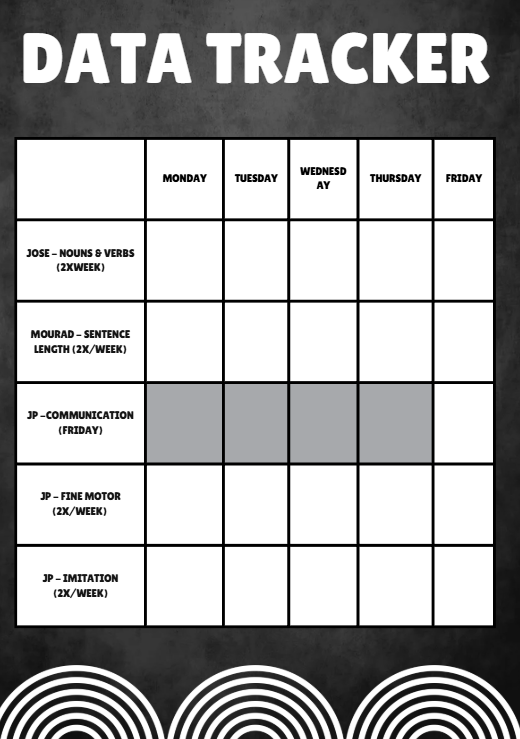 DATA TRACKER
MONDAY
TUESDAY
WEDNESD
AY
THURSDAY
FRIDAY
JOSE – NOUNS & VERBS
(2XWEEK)
MOURAD – SENTENCE
LENGTH (2X/WEEK)
JP –COMMUNICATION
(FRIDAY)
JP – FINE MOTOR
(2X/WEEK)
JP – IMITATION
(2X/WEEK)